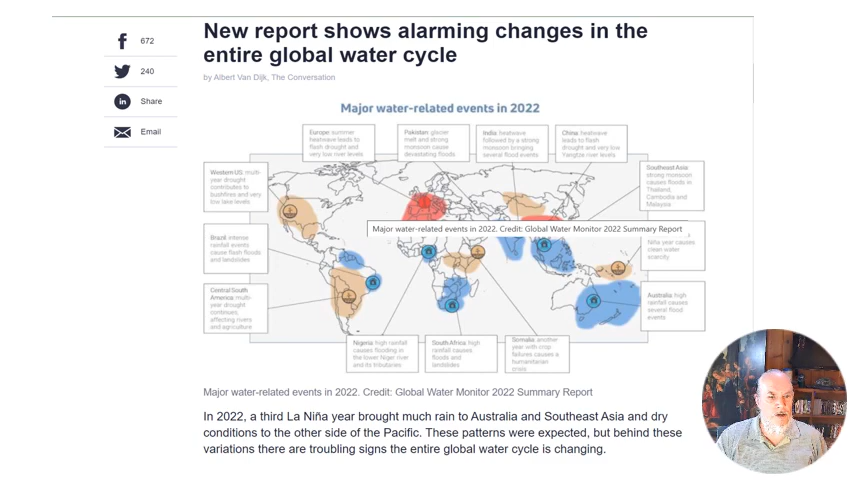 New report shows alarming changes in the
entire global water cycle
by Albert Van Dijk, The Conversation
672
240
Share
Email
Major water-related events in 2022
Europe: summer
heatwave leads to
flash drought and
very low river levels
Pakistan: glacier
melt and strong
monsoon cause
devastating floods
India: heatwave
followed by a strong
monsoon bringing
several flood events
China: heatwave
leads to flash
drought and very low
Yangtze river levels
Western US: multi-
year drought
contributes to
bushfires and very
low lake levels
Southeast Asia:
strong monsoon
causes floods in
Thailand,
Cambodia and
Malaysia
Major water-related events in 2022. Credit: Global Water Monitor 2022 Summary Report
Brazil: intense
rainfall events
cause flash floods
and landslides
Niña year causes
clean water
scarcity
Central South
America: multi-
year drought
continues,
affecting rivers
and agriculture
Australia: high
rainfall causes
several flood
events
Nigeria: high rainfall
causes flooding in
the lower Niger river
and its tributaries
South Africa: high
rainfall causes
floods and
landslides
Somalia: another
year with crop
failures causes a
humanitarian
crisis
Major water-related events in 2022. Credit: Global Water Monitor 2022 Summary Report
In 2022, a third La Niña year brought much rain to Australia and Southeast Asia and dry
conditions to the other side of the Pacific. These patterns were expected, but behind these
variations there are troubling signs the entire global water cycle is changing.